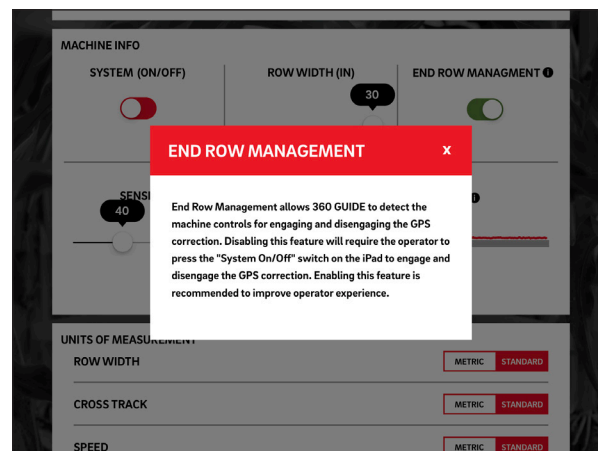 MACHINE INFO
SYSTEM (ON/OFF)
ROW WIDTH (IN)
END ROW MANAGMENT i
30
END ROW MANAGEMENT
x
40
End Row Management allows 360 GUIDE to detect the
machine controls for engaging and disengaging the GPS
correction. Disabling this feature will require the operator to
press the "System On/Off" switch on the iPad to engage and
disengage the GPS correction. Enabling this feature is
recommended to improve operator experience.
UNITS OF MEASUREMENT
ROW WIDTH
METRIC STANDARD
CROSS TRACK
METRIC STANDARD
SPEED
METRIC STANDARD